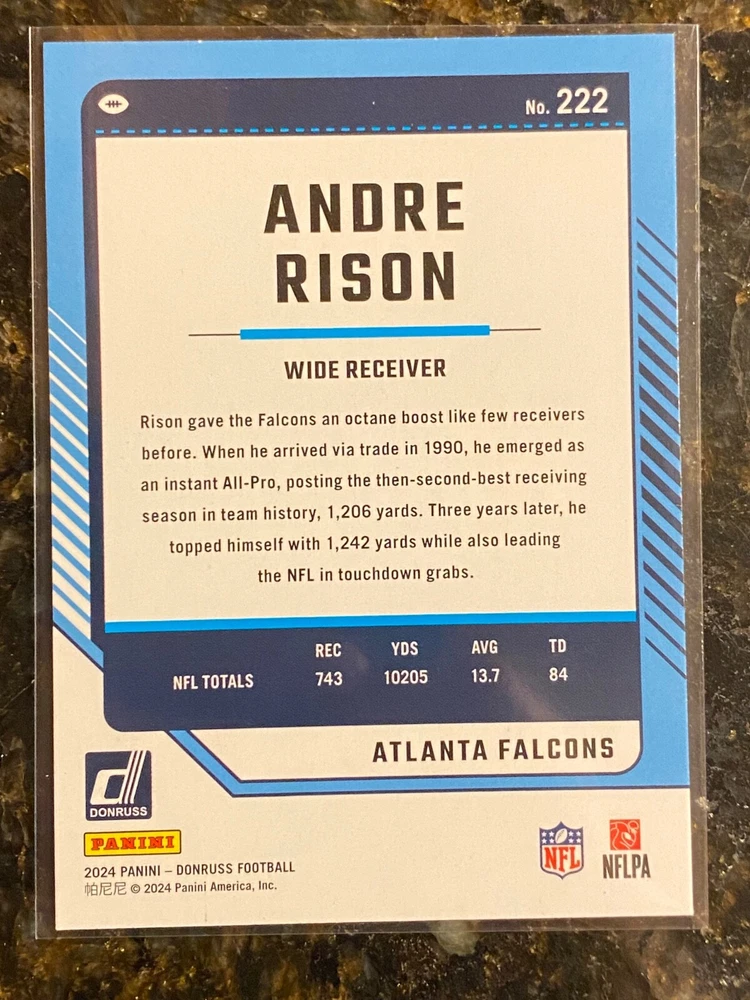 No. 222
ANDRE
RISON
WIDE RECEIVER
Rison gave the Falcons an octane boost like few receivers
before. When he arrived via trade in 1990, he emerged as
an instant All-Pro, posting the then-second-best receiving
season in team history, 1,206 yards. Three years later, he
topped himself with 1,242 yards while also leading
the NFL in touchdown grabs.
REC YDS AVG TD
NFL TOTALS 743 10205 13.7 84
ATLANTA FALCONS
d
DONRUSS
PANINI
NFL
NFLPA
2024 PANINI – DONRUSS FOOTBALL
帕尼尼 © 2024 Panini America, Inc.